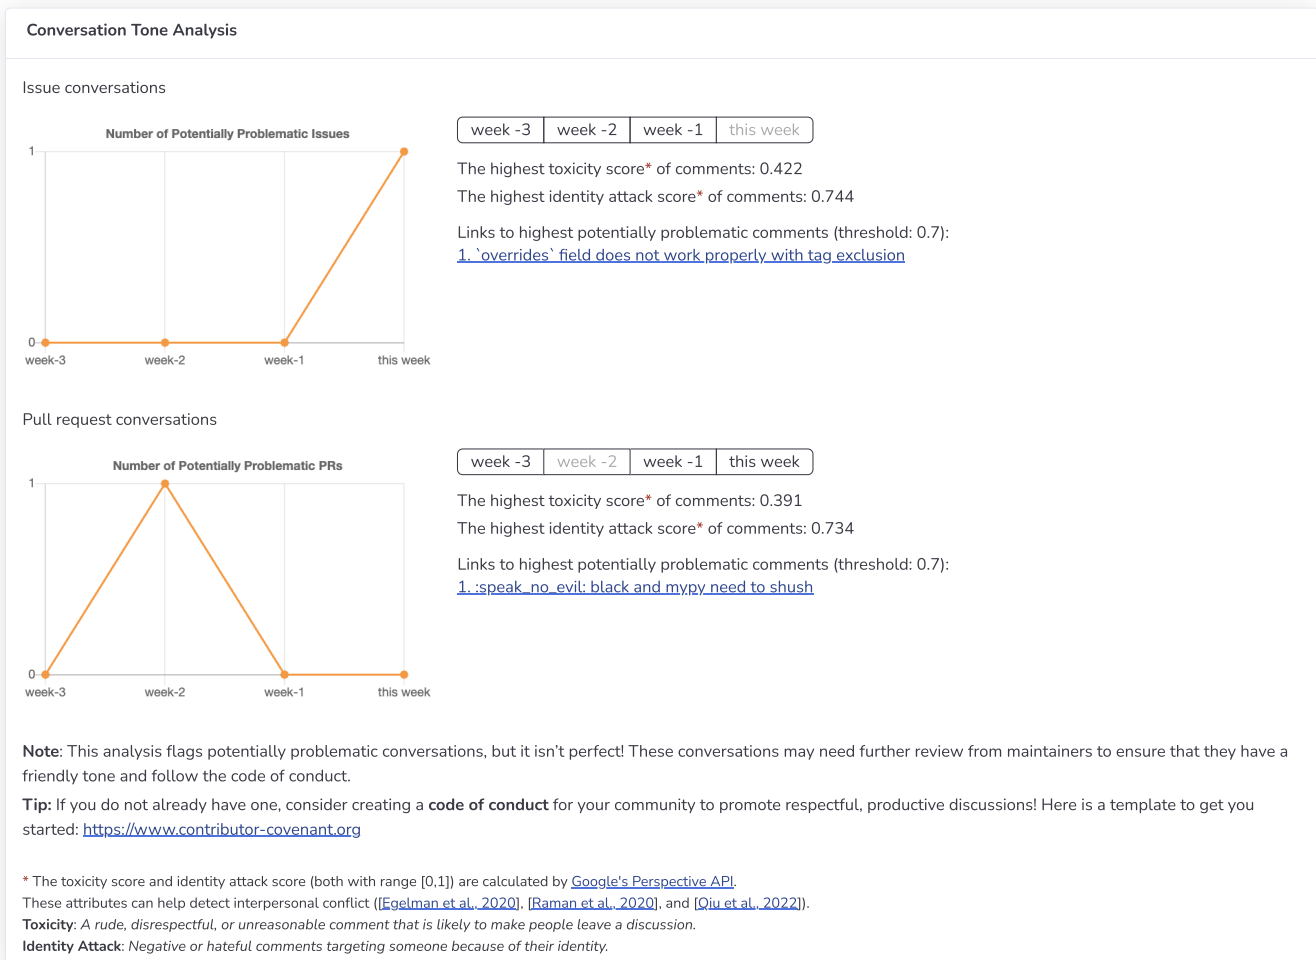 Conversation Tone Analysis
Issue conversations
Number of Potentially Problematic Issues
1
0
week-3 week-2 week-1 this week
week -3 week -2 week -1 this week
The highest toxicity score* of comments: 0.422
The highest identity attack score* of comments: 0.744
Links to highest potentially problematic comments (threshold: 0.7):
1. `overrides` field does not work properly with tag exclusion
Pull request conversations
Number of Potentially Problematic PRs
1
0
week-3 week-2 week-1 this week
week -3 week -2 week -1 this week
The highest toxicity score* of comments: 0.391
The highest identity attack score* of comments: 0.734
Links to highest potentially problematic comments (threshold: 0.7):
1. :speak_no_evil: black and mypy need to shush
Note: This analysis flags potentially problematic conversations, but it isn't perfect! These conversations may need further review from maintainers to ensure that they have a
friendly tone and follow the code of conduct.
Tip: If you do not already have one, consider creating a code of conduct for your community to promote respectful, productive discussions! Here is a template to get you
started: https://www.contributor-covenant.org
* The toxicity score and identity attack score (both with range [0,1]) are calculated by Google's Perspective API.
These attributes can help detect interpersonal conflict ([Egelman et al., 2020], [Raman et al., 2020], and [Qiu et al., 2022]).
Toxicity: A rude, disrespectful, or unreasonable comment that is likely to make people leave a discussion.
Identity Attack: Negative or hateful comments targeting someone because of their identity.